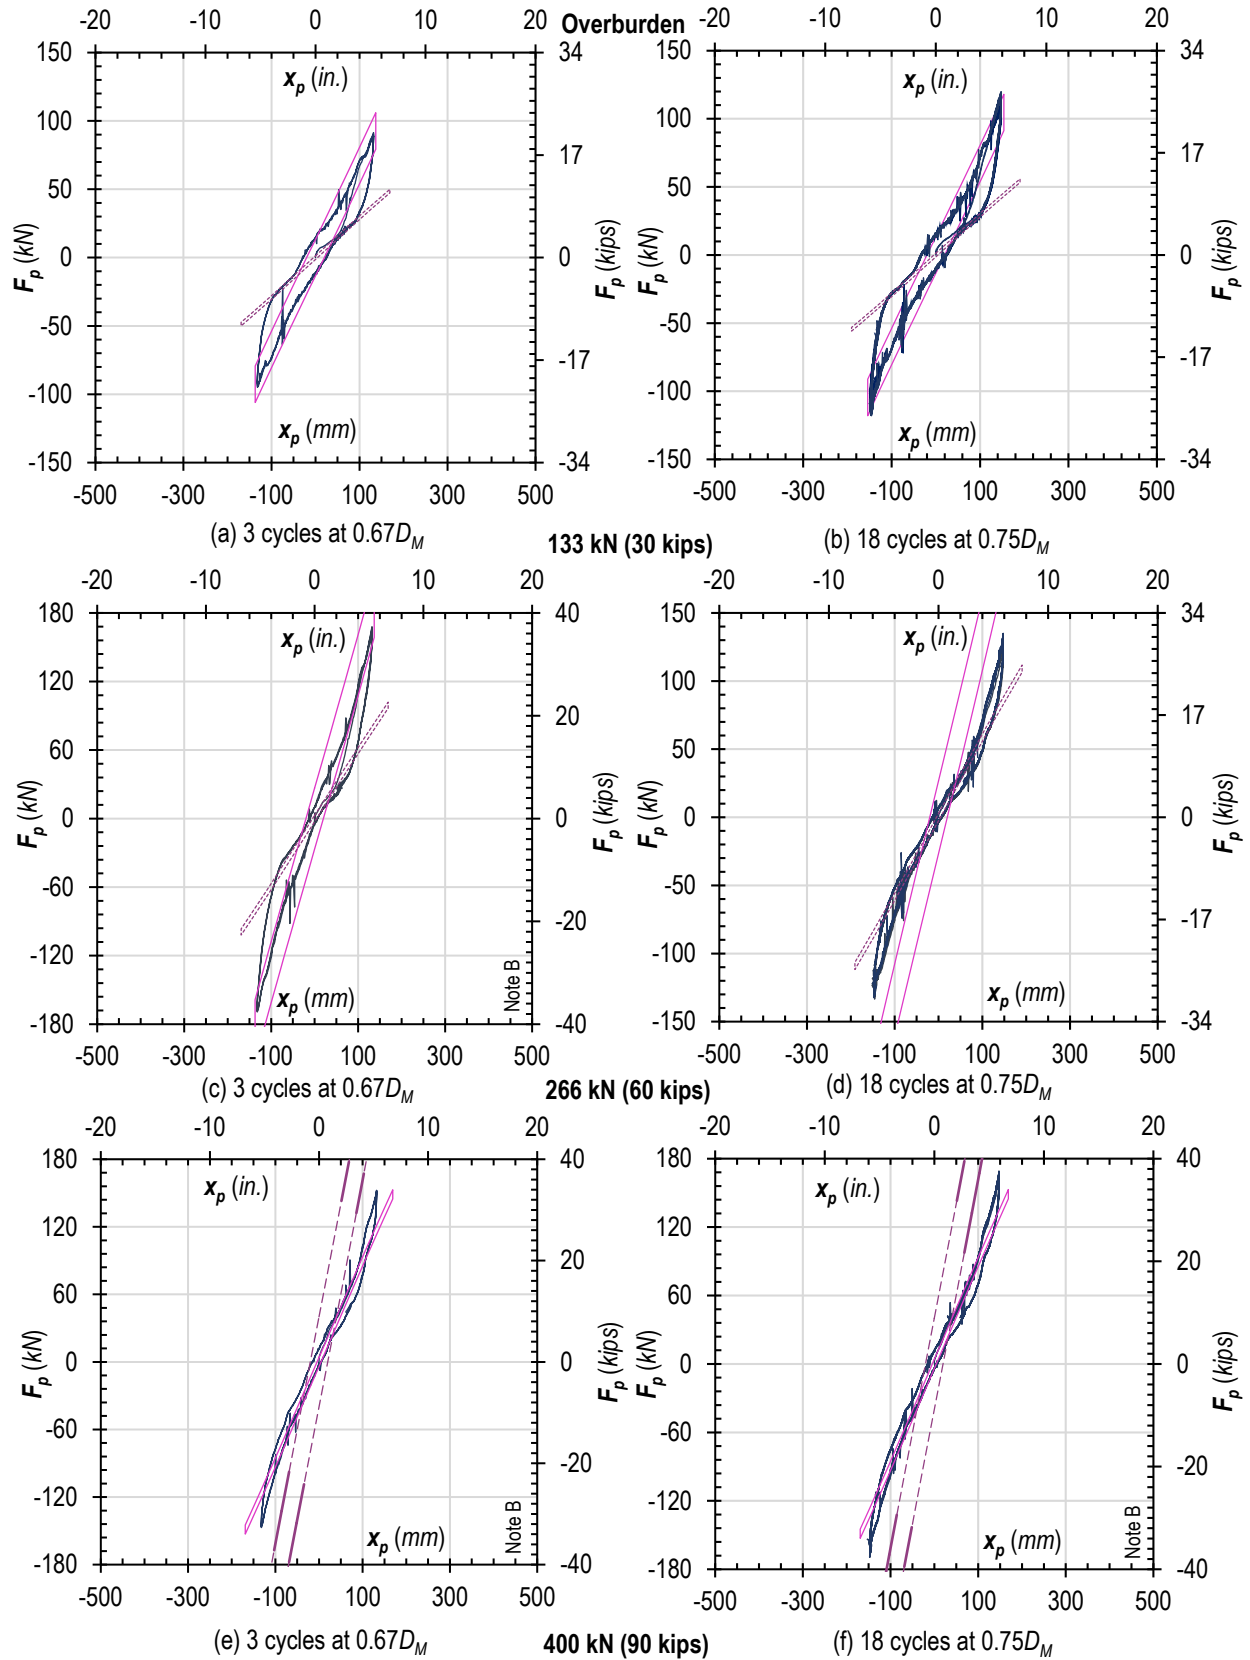 Overburden
-20 -10 0 10 20
-20 -10 0 10 20
150 100 50 0 -50 -100 -150
34 17 0 -17 -34
150 100 50 0 -50 -100 -150
34 17 0 -17 -34
x_p (in.)
x_p (in.)
F_p (kN)
F_p (kips)
F_p (kN)
F_p (kips)
x_p (mm)
x_p (mm)
-500 -300 -100 100 300 500
-500 -300 -100 100 300 500
(a) 3 cycles at 0.67D_M
(b) 18 cycles at 0.75D_M
133 kN (30 kips)
-20 -10 0 10 20
-20 -10 0 10 20
180 120 60 0 -60 -120 -180
40 20 0 -20 -40
150 100 50 0 -50 -100 -150
34 17 0 -17 -34
x_p (in.)
x_p (in.)
F_p (kN)
F_p (kips)
F_p (kN)
F_p (kips)
x_p (mm)
Note B
x_p (mm)
-500 -300 -100 100 300 500
-500 -300 -100 100 300 500
(c) 3 cycles at 0.67D_M
(d) 18 cycles at 0.75D_M
266 kN (60 kips)
-20 -10 0 10 20
-20 -10 0 10 20
180 120 60 0 -60 -120 -180
40 20 0 -20 -40
180 120 60 0 -60 -120 -180
40 20 0 -20 -40
x_p (in.)
x_p (in.)
F_p (kN)
F_p (kips)
F_p (kN)
F_p (kips)
x_p (mm)
Note B
x_p (mm)
Note B
-500 -300 -100 100 300 500
-500 -300 -100 100 300 500
(e) 3 cycles at 0.67D_M
(f) 18 cycles at 0.75D_M
400 kN (90 kips)